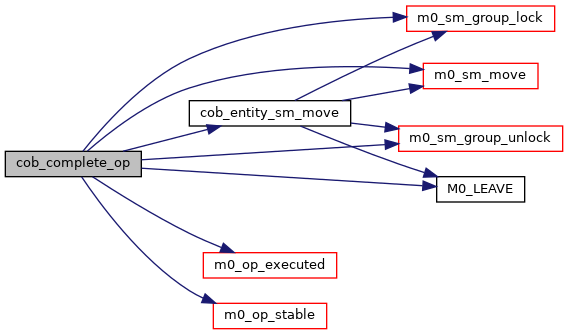 m0_sm_group_lock
m0_sm_move
cob_entity_sm_move
m0_sm_group_unlock
cob_complete_op
M0_LEAVE
m0_op_executed
m0_op_stable